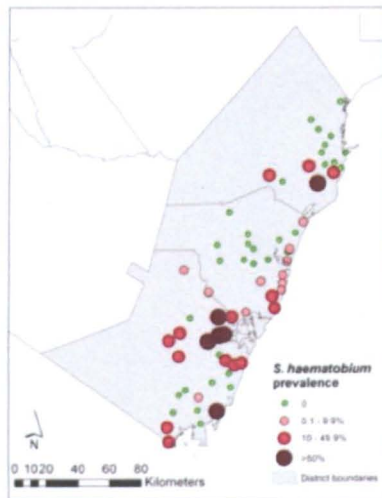 S. haematobium
prevalence
0
0.1 - 9.9%
10 - 49.9%
>50%
District boundaries
N
0 10 20 40 60 80
Kilometers